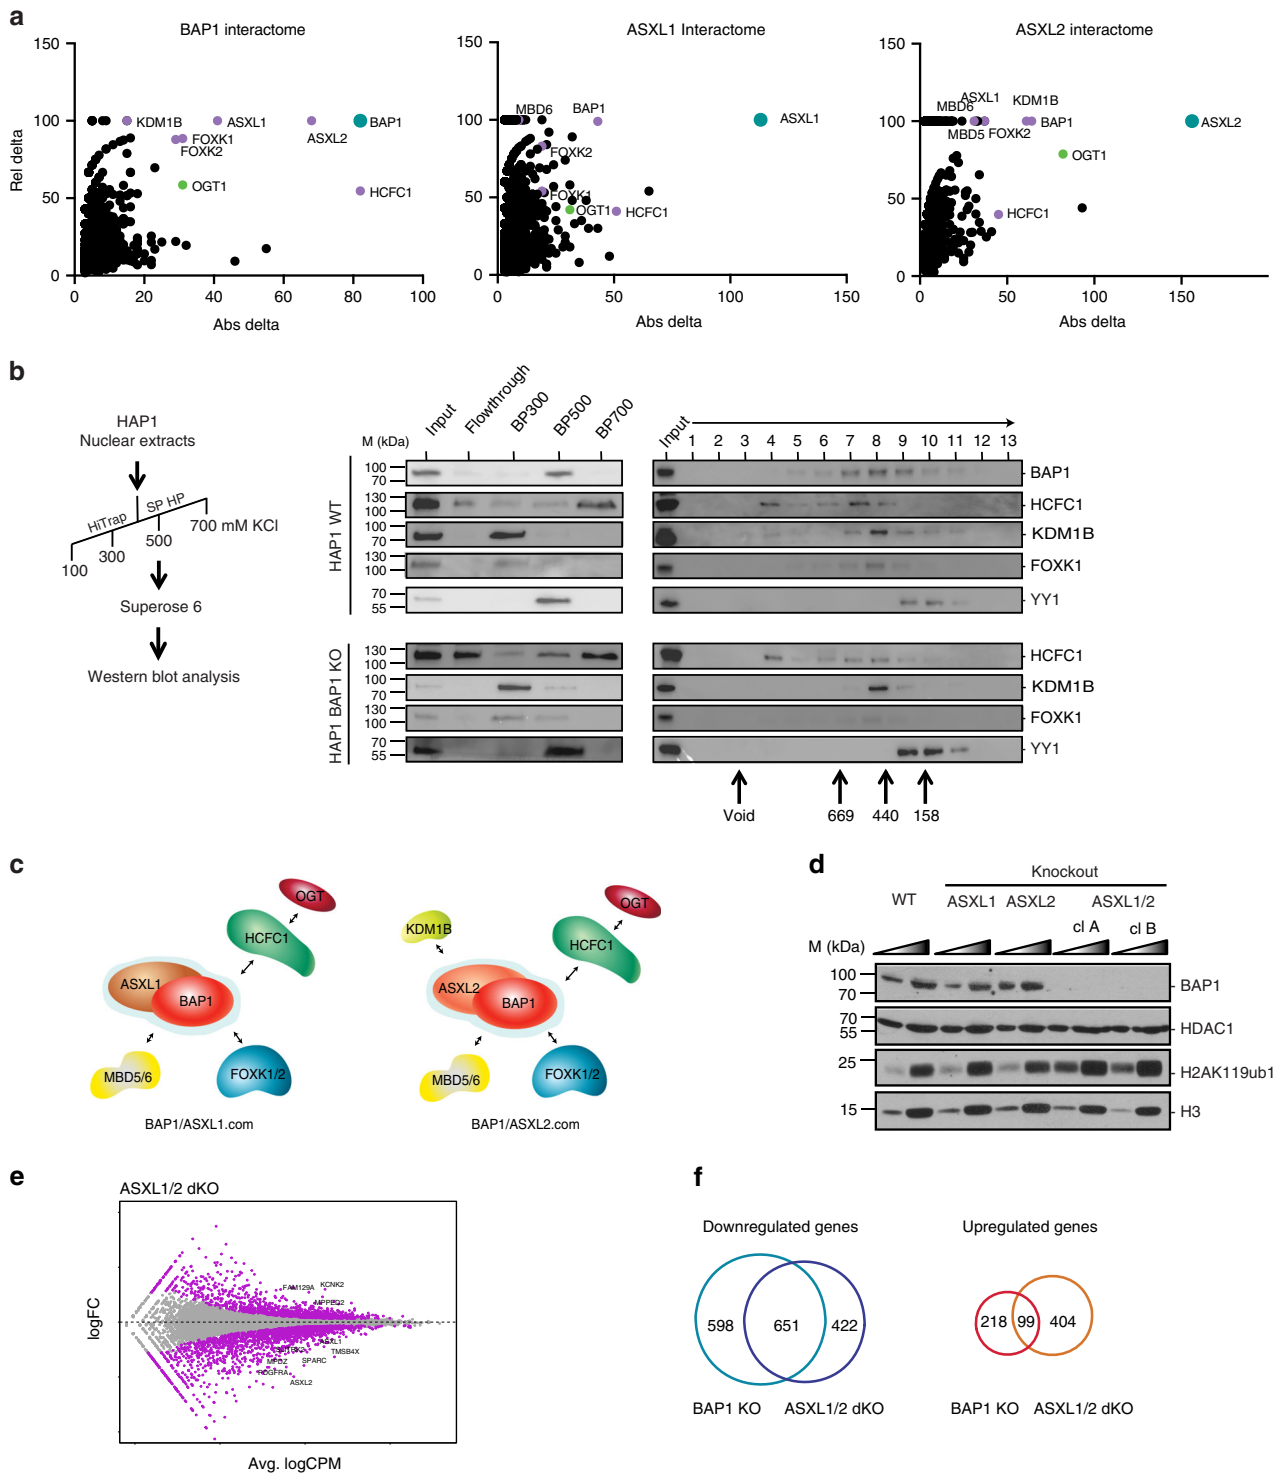 a
BAP1 interactome
ASXL1 Interactome
ASXL2 interactome
Rel delta
150
100
50
0
0 20 40 60 80 100
Abs delta
KDM1B
ASXL1
ASXL2
BAP1
FOXK1
FOXK2
OGT1
HCFC1
150
100
50
0
0 50 100 150
Abs delta
MBD6
BAP1
ASXL1
FOXK2
FOXK1
OGT1
HCFC1
150
100
50
0
0 50 100 150
Abs delta
ASXL1
KDM1B
MBD6
MBD5
FOXK2
BAP1
ASXL2
OGT1
HCFC1
b
HAP1
Nuclear extracts
HiTrap SP HP
700 mM KCl
500
300
100
Superose 6
Western blot analysis
M (kDa)
Input
Flowthrough
BP300
BP500
BP700
Input
1 2 3 4 5 6 7 8 9 10 11 12 13
HAP1 WT
100
70
BAP1
130
100
HCFC1
100
70
KDM1B
130
100
FOXK1
70
55
YY1
HAP1 BAP1 KO
130
100
HCFC1
100
70
KDM1B
130
100
FOXK1
70
55
YY1
Void 669 440 158
c
OGT
HCFC1
ASXL1
BAP1
MBD5/6
FOXK1/2
BAP1/ASXL1.com
OGT
KDM1B
HCFC1
ASXL2
BAP1
MBD5/6
FOXK1/2
BAP1/ASXL2.com
d
Knockout
WT ASXL1 ASXL2 ASXL1/2
cl A cl B
M (kDa)
100
70
BAP1
70
55
HDAC1
25
H2AK119ub1
15
H3
e
ASXL1/2 dKO
logFC
FAM129A
KCNK2
MPPED2
ASXL1
TMSB4X
SPARC
MPDZ
PDGFRA
ASXL2
Avg. logCPM
f
Downregulated genes
598 651 422
BAP1 KO ASXL1/2 dKO
Upregulated genes
218 99 404
BAP1 KO ASXL1/2 dKO